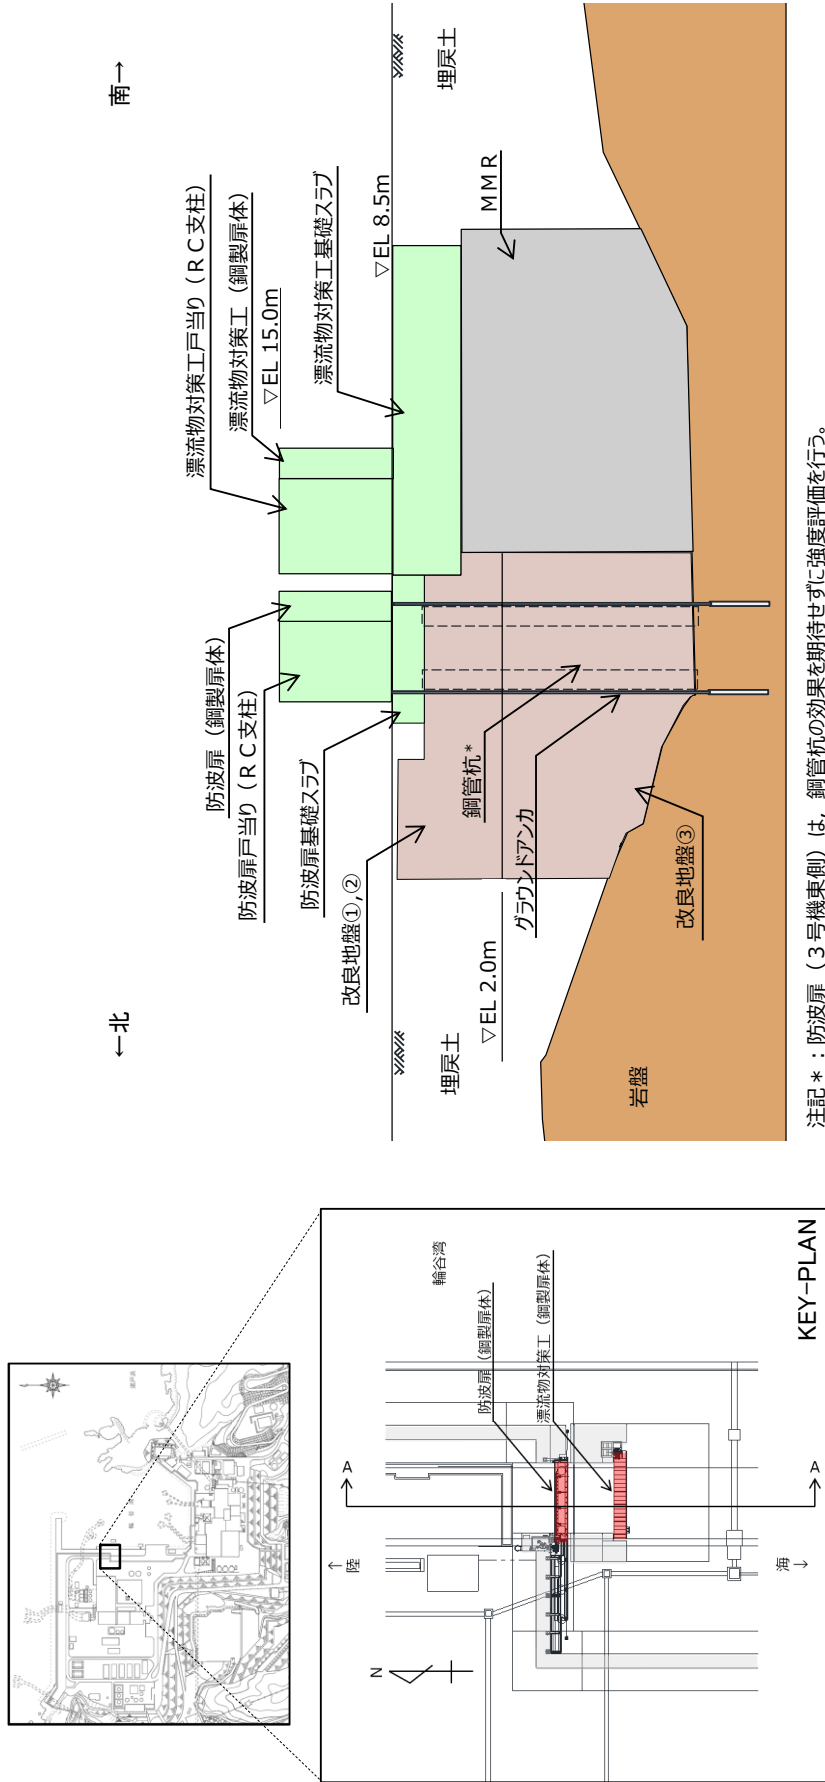 ←北
南→
漂流物対策工戸当り（ＲＣ支柱）
漂流物対策工（鋼製扉体）
▽EL 15.0m
漂流物対策工基礎スラブ
▽EL 8.5m
防波扉（鋼製扉体）
防波扉戸当り（ＲＣ支柱）
防波扉基礎スラブ
改良地盤①,②
埋戻土
埋戻土
ＭＭＲ
鋼管杭*
▽EL 2.0m
グラウンドアンカ
改良地盤③
岩盤
注記＊：防波扉（３号機東側）は，鋼管杭の効果を期待せずに強度評価を行う。
輪谷湾
防波扉（鋼製扉体）
漂流物対策工（鋼製扉体）
A
A
↑
陸
海
↓
N
KEY-PLAN